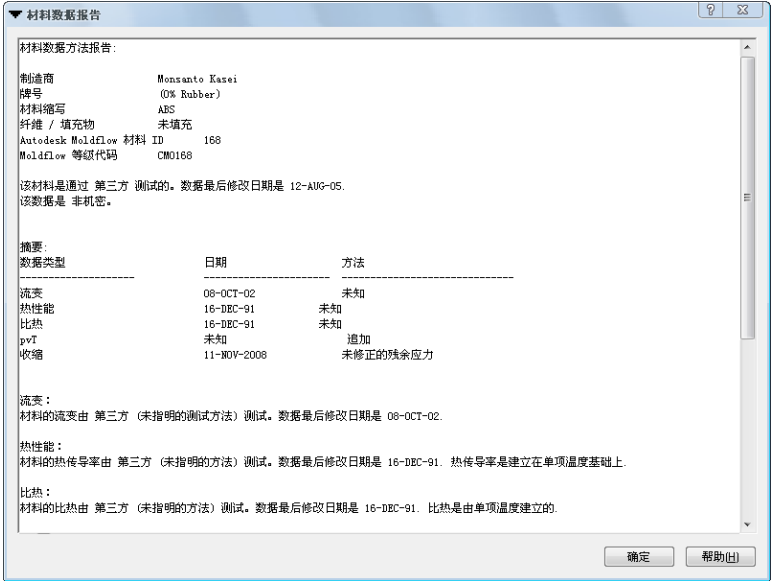 材料数据报告
材料数据方法报告:
制造商 Monsanto Kasei
牌号 (0% Rubber)
材料缩写 ABS
纤维 / 填充物 未填充
Autodesk Moldflow 材料 ID 168
Moldflow 等级代码 CM0168
该材料是通过 第三方 测试的。数据最后修改日期是 12-AUG-05.
该数据是 非机密。
摘要:
数据类型 日期 方法
-------------------- ---------------------- ------------------------------
流变 08-OCT-02 未知
热性能 16-DEC-91 未知
比热 16-DEC-91 未知
pvT 未知 追加
收缩 11-NOV-2008 未修正的残余应力
流变：
材料的流变由 第三方 (未指明的测试方法) 测试。数据最后修改日期是 08-OCT-02.
热性能：
材料的热传导率由 第三方 (未指明的方法) 测试。数据最后修改日期是 16-DEC-91. 热传导率是建立在单项温度基础上.
比热：
材料的比热由 第三方 (未指明的方法) 测试。数据最后修改日期是 16-DEC-91. 比热是由单项温度建立的.
确定 帮助(H)